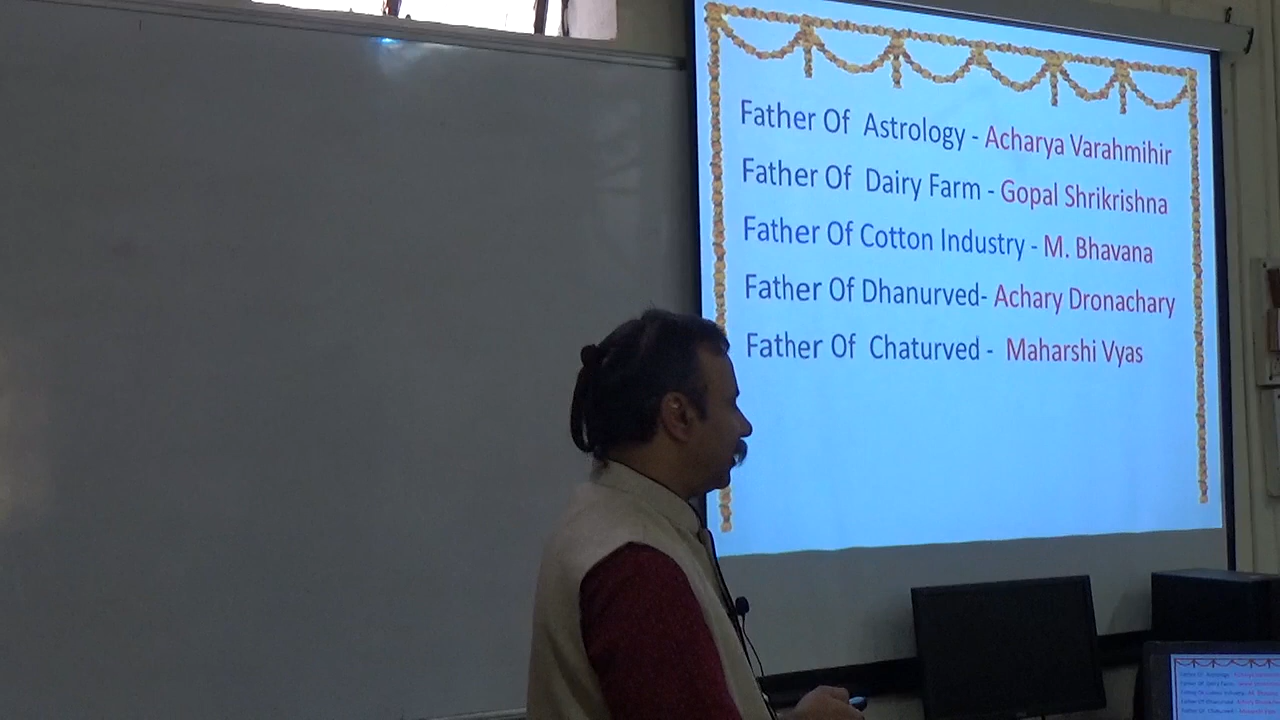 Father Of Astrology - Acharya Varahmihir
Father Of Dairy Farm - Gopal Shrikrishna
Father Of Cotton Industry - M. Bhavana
Father Of Dhanurved- Achary Dronachary
Father Of Chaturved - Maharshi Vyas